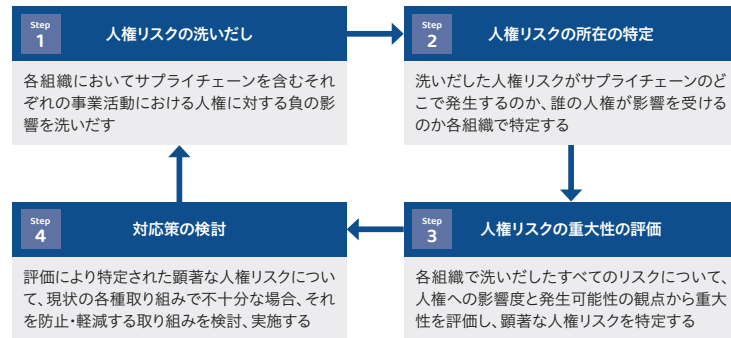 Step
1
人権リスクの洗いだし
各組織においてサプライチェーンを含むそれ
ぞれの事業活動における人権に対する負の影
響を洗いだす
Step
2
人権リスクの所在の特定
洗いだした人権リスクがサプライチェーンのど
こで発生するのか、誰の人権が影響を受ける
のか各組織で特定する
Step
3
人権リスクの重大性の評価
各組織で洗いだしたすべてのリスクについて、
人権への影響度と発生可能性の観点から重大
性を評価し、顕著な人権リスクを特定する
Step
4
対応策の検討
評価により特定された顕著な人権リスクについ
て、現状の各種取り組みで不十分な場合、それ
を防止・軽減する取り組みを検討、実施する